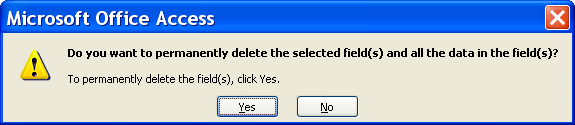 Microsoft Office Access
Do you want to permanently delete the selected field(s) and all the data in the field(s)?
To permanently delete the field(s), click Yes.
Yes No